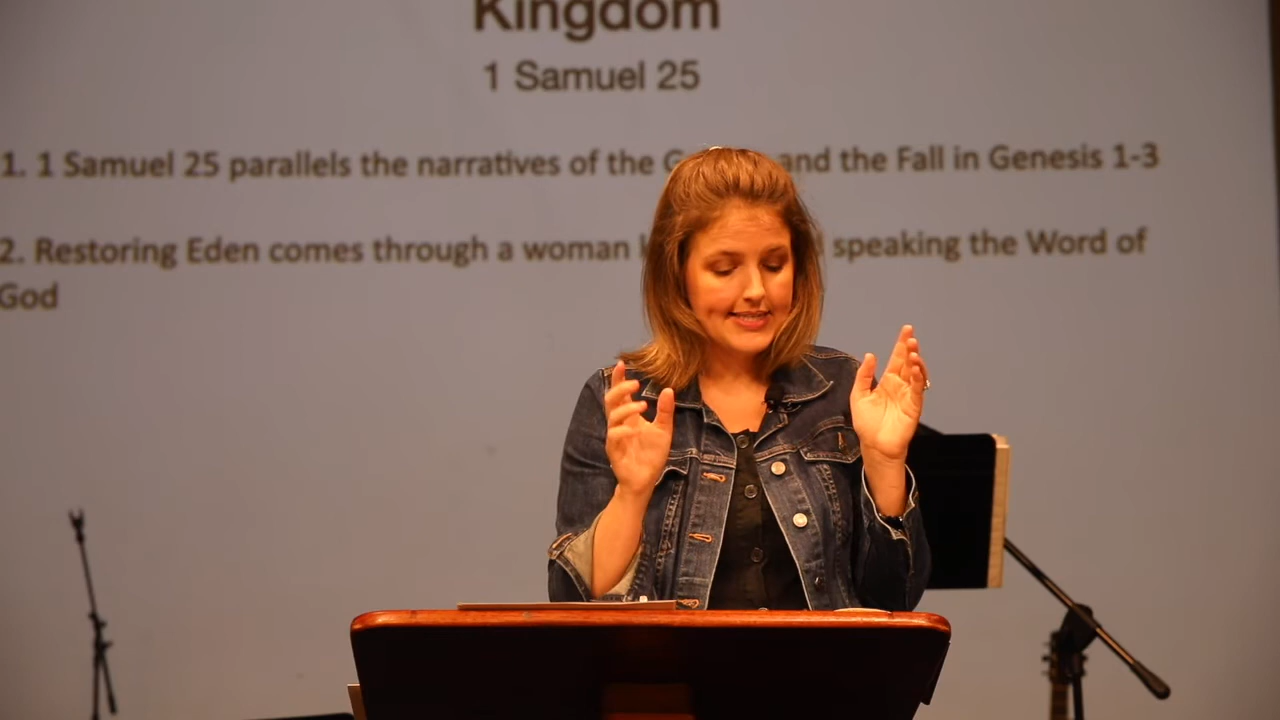 Kingdom
1 Samuel 25
1. 1 Samuel 25 parallels the narratives of the and the Fall in Genesis 1-3
2. Restoring Eden comes through a woman speaking the Word of
God